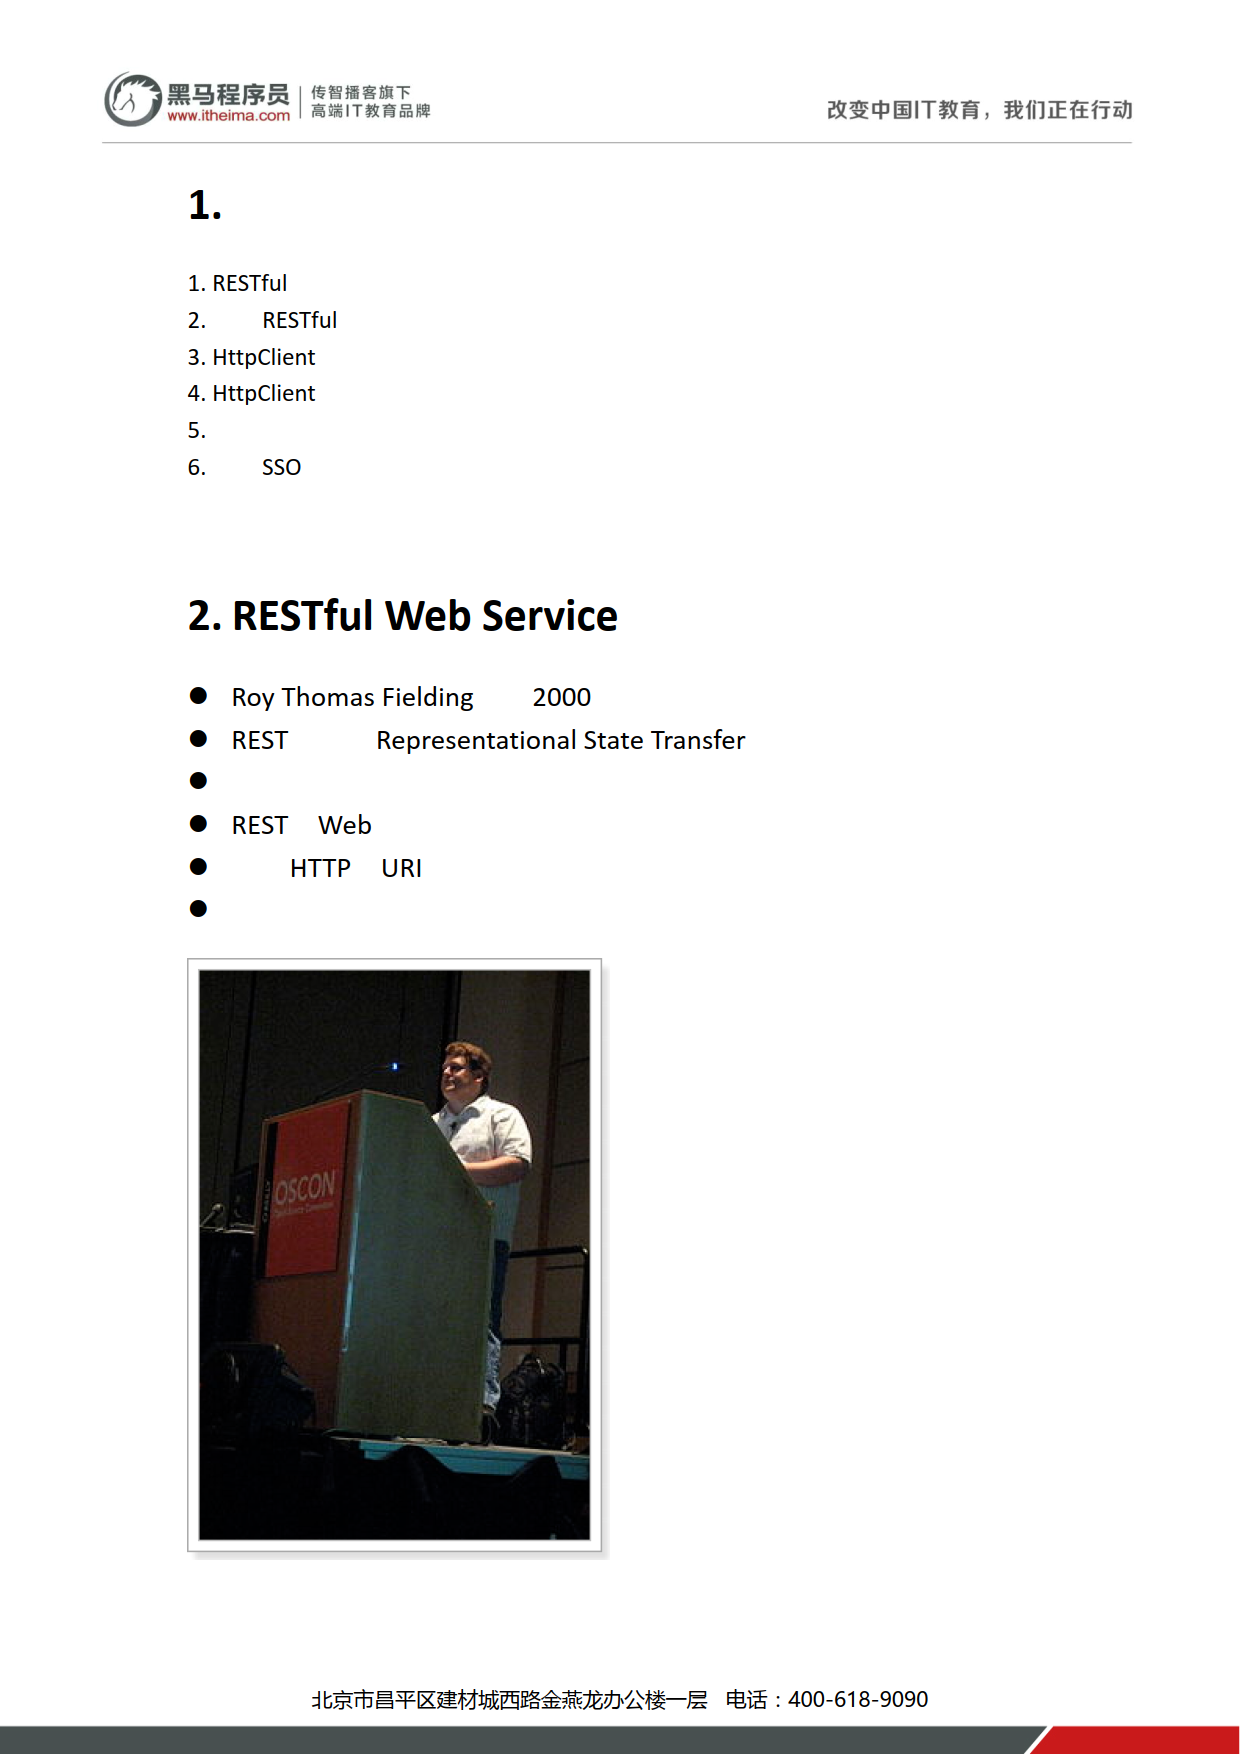 黑马程序员
www.itheima.com
传智播客旗下
高端IT教育品牌
改变中国IT教育，我们正在行动
1.
1. RESTful
2. RESTful
3. HttpClient
4. HttpClient
5.
6. SSO
2. RESTful Web Service
● Roy Thomas Fielding 2000
● REST Representational State Transfer
●
● REST Web
● HTTP URI
●
OSCON
北京市昌平区建材城西路金燕龙办公楼一层 电话：400-618-9090